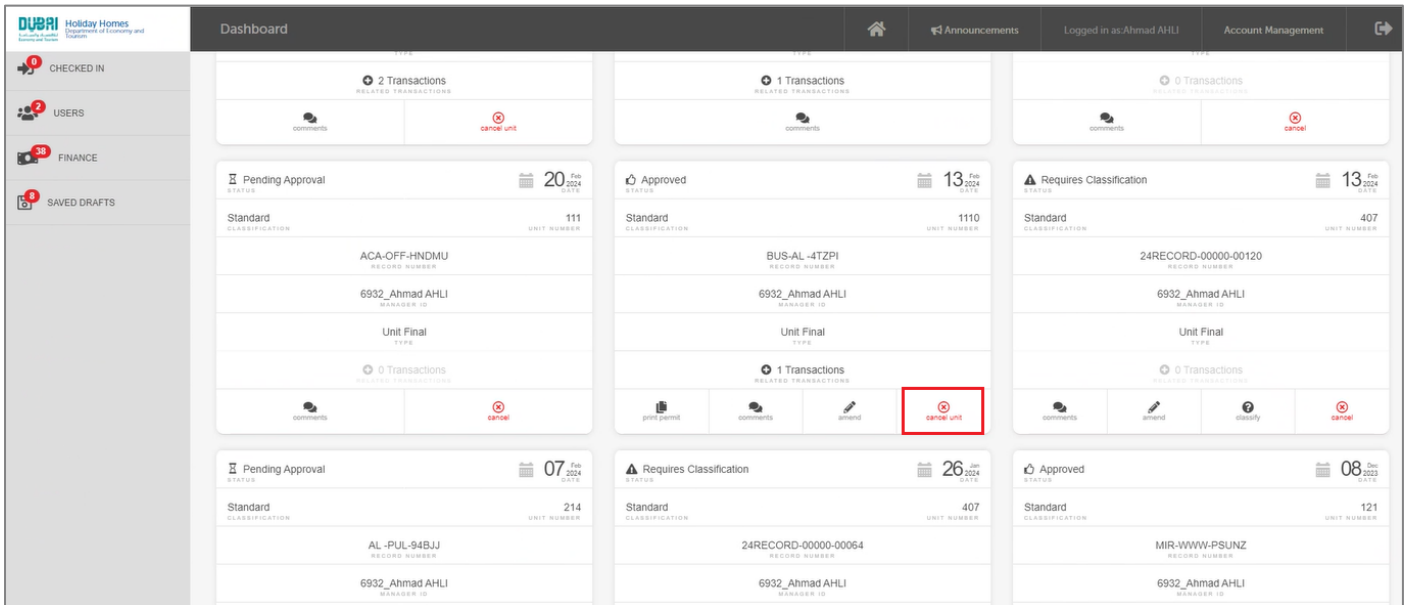 DUBAI
Holiday Homes
Department of Economy and
Tourism
Dashboard
Announcements
Logged in as:Ahmad AHLI
Account Management
0
CHECKED IN
2
USERS
38
FINANCE
8
SAVED DRAFTS
TYPE
2 Transactions
RELATED TRANSACTIONS
comments
cancel unit
TYPE
1 Transactions
RELATED TRANSACTIONS
comments
TYPE
0 Transactions
RELATED TRANSACTIONS
comments
cancel
Pending Approval
STATUS
20 Feb 2024
DATE
Standard
CLASSIFICATION
111
UNIT NUMBER
ACA-OFF-HNDMU
RECORD NUMBER
6932_Ahmad AHLI
MANAGER ID
Unit Final
TYPE
0 Transactions
RELATED TRANSACTIONS
comments
cancel
Approved
STATUS
13 Feb 2024
DATE
Standard
CLASSIFICATION
1110
UNIT NUMBER
BUS-AL -4TZPI
RECORD NUMBER
6932_Ahmad AHLI
MANAGER ID
Unit Final
TYPE
1 Transactions
RELATED TRANSACTIONS
print permit
comments
amend
cancel unit
Requires Classification
STATUS
13 Feb 2024
DATE
Standard
CLASSIFICATION
407
UNIT NUMBER
24RECORD-00000-00120
RECORD NUMBER
6932_Ahmad AHLI
MANAGER ID
Unit Final
TYPE
0 Transactions
RELATED TRANSACTIONS
comments
amend
classify
cancel
Pending Approval
STATUS
07 Feb 2024
DATE
Standard
CLASSIFICATION
214
UNIT NUMBER
AL -PUL-94BJJ
RECORD NUMBER
6932_Ahmad AHLI
MANAGER ID
Requires Classification
STATUS
26 Jan 2024
DATE
Standard
CLASSIFICATION
407
UNIT NUMBER
24RECORD-00000-00064
RECORD NUMBER
6932_Ahmad AHLI
MANAGER ID
Approved
STATUS
08 Dec 2023
DATE
Standard
CLASSIFICATION
121
UNIT NUMBER
MIR-WWW-PSUNZ
RECORD NUMBER
6932_Ahmad AHLI
MANAGER ID